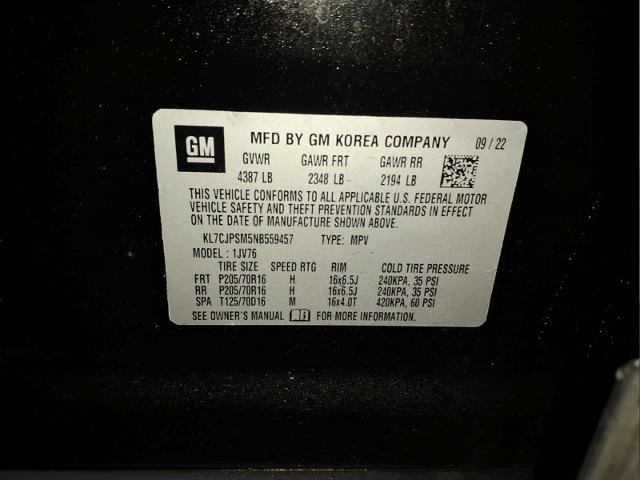 GM MFD BY GM KOREA COMPANY 09 / 22
GVWR GAWR FRT GAWR RR
4387 LB 2348 LB 2194 LB
THIS VEHICLE CONFORMS TO ALL APPLICABLE U.S. FEDERAL MOTOR
VEHICLE SAFETY AND THEFT PREVENTION STANDARDS IN EFFECT
ON THE DATE OF MANUFACTURE SHOWN ABOVE.
KL7CJPSM5NB559457 TYPE: MPV
MODEL : 1JV76
TIRE SIZE SPEED RTG RIM COLD TIRE PRESSURE
FRT P205/70R16 H 16x6.5J 240KPA, 35 PSI
RR P205/70R16 H 16x6.5J 240KPA, 35 PSI
SPA T125/70D16 M 16x4.0T 420KPA, 60 PSI
SEE OWNER'S MANUAL FOR MORE INFORMATION.